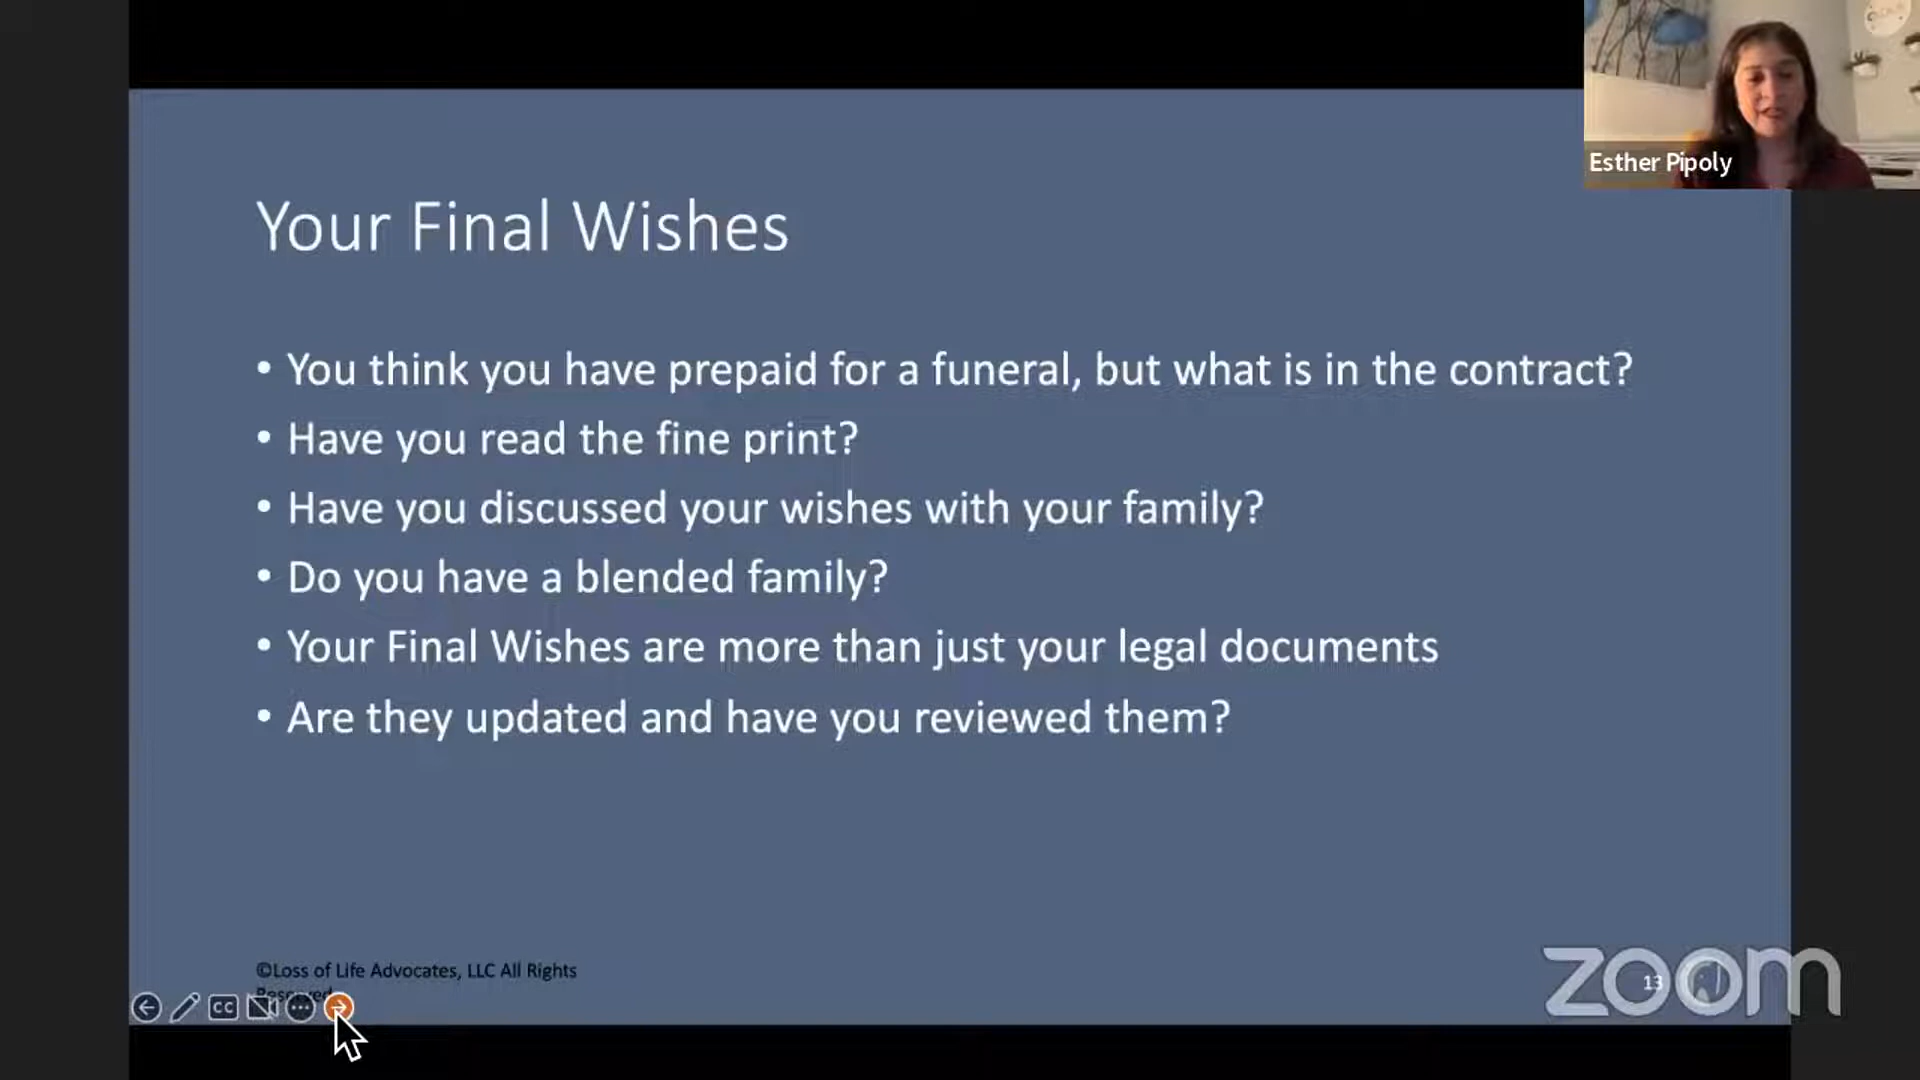 Esther Pipoly
Your Final Wishes
• You think you have prepaid for a funeral, but what is in the contract?
• Have you read the fine print?
• Have you discussed your wishes with your family?
• Do you have a blended family?
• Your Final Wishes are more than just your legal documents
• Are they updated and have you reviewed them?
©Loss of Life Advocates, LLC All Rights
Reserved
13
zoom
CC